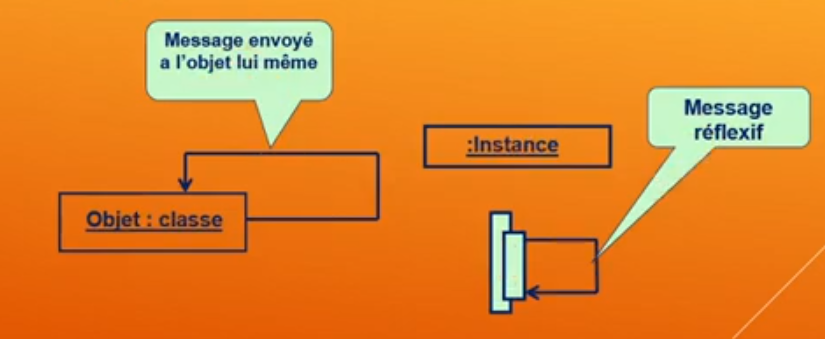 Message envoyé
a l'objet lui même
Objet : classe
:Instance
Message
réflexif